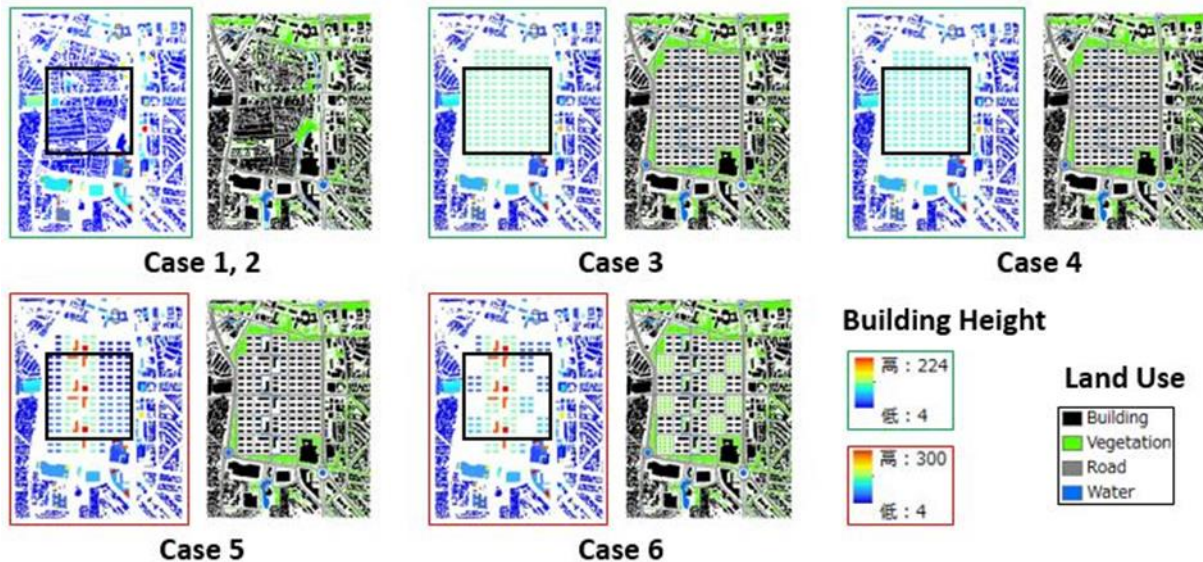 Case 1, 2
Case 3
Case 4
Case 5
Case 6
Building Height
高：224
低：4
高：300
低：4
Land Use
Building
Vegetation
Road
Water